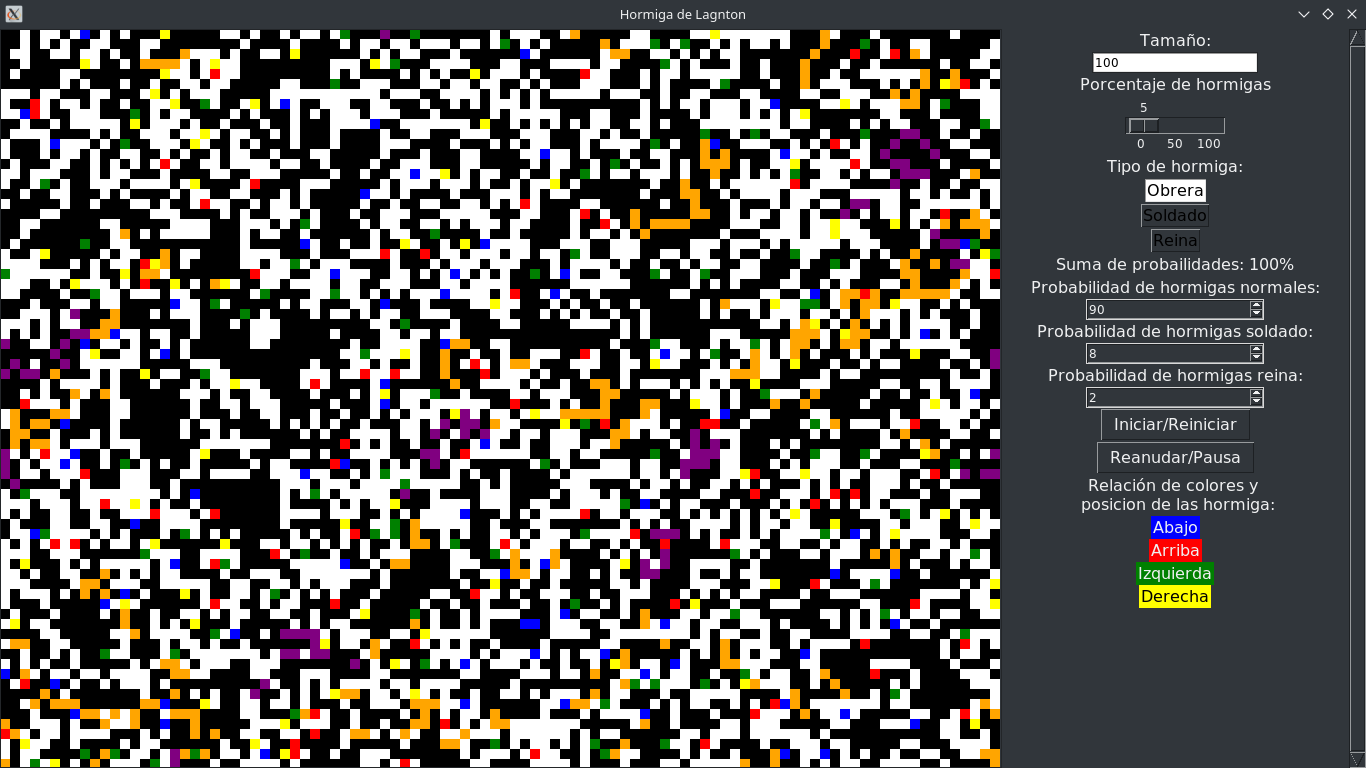 Hormiga de Lagnton
Tamaño:
100
Porcentaje de hormigas
5
0 50 100
Tipo de hormiga:
Obrera
Soldado
Reina
Suma de probailidades: 100%
Probabilidad de hormigas normales:
90
Probabilidad de hormigas soldado:
8
Probabilidad de hormigas reina:
2
Iniciar/Reiniciar
Reanudar/Pausa
Relación de colores y
posicion de las hormiga:
Abajo
Arriba
Izquierda
Derecha